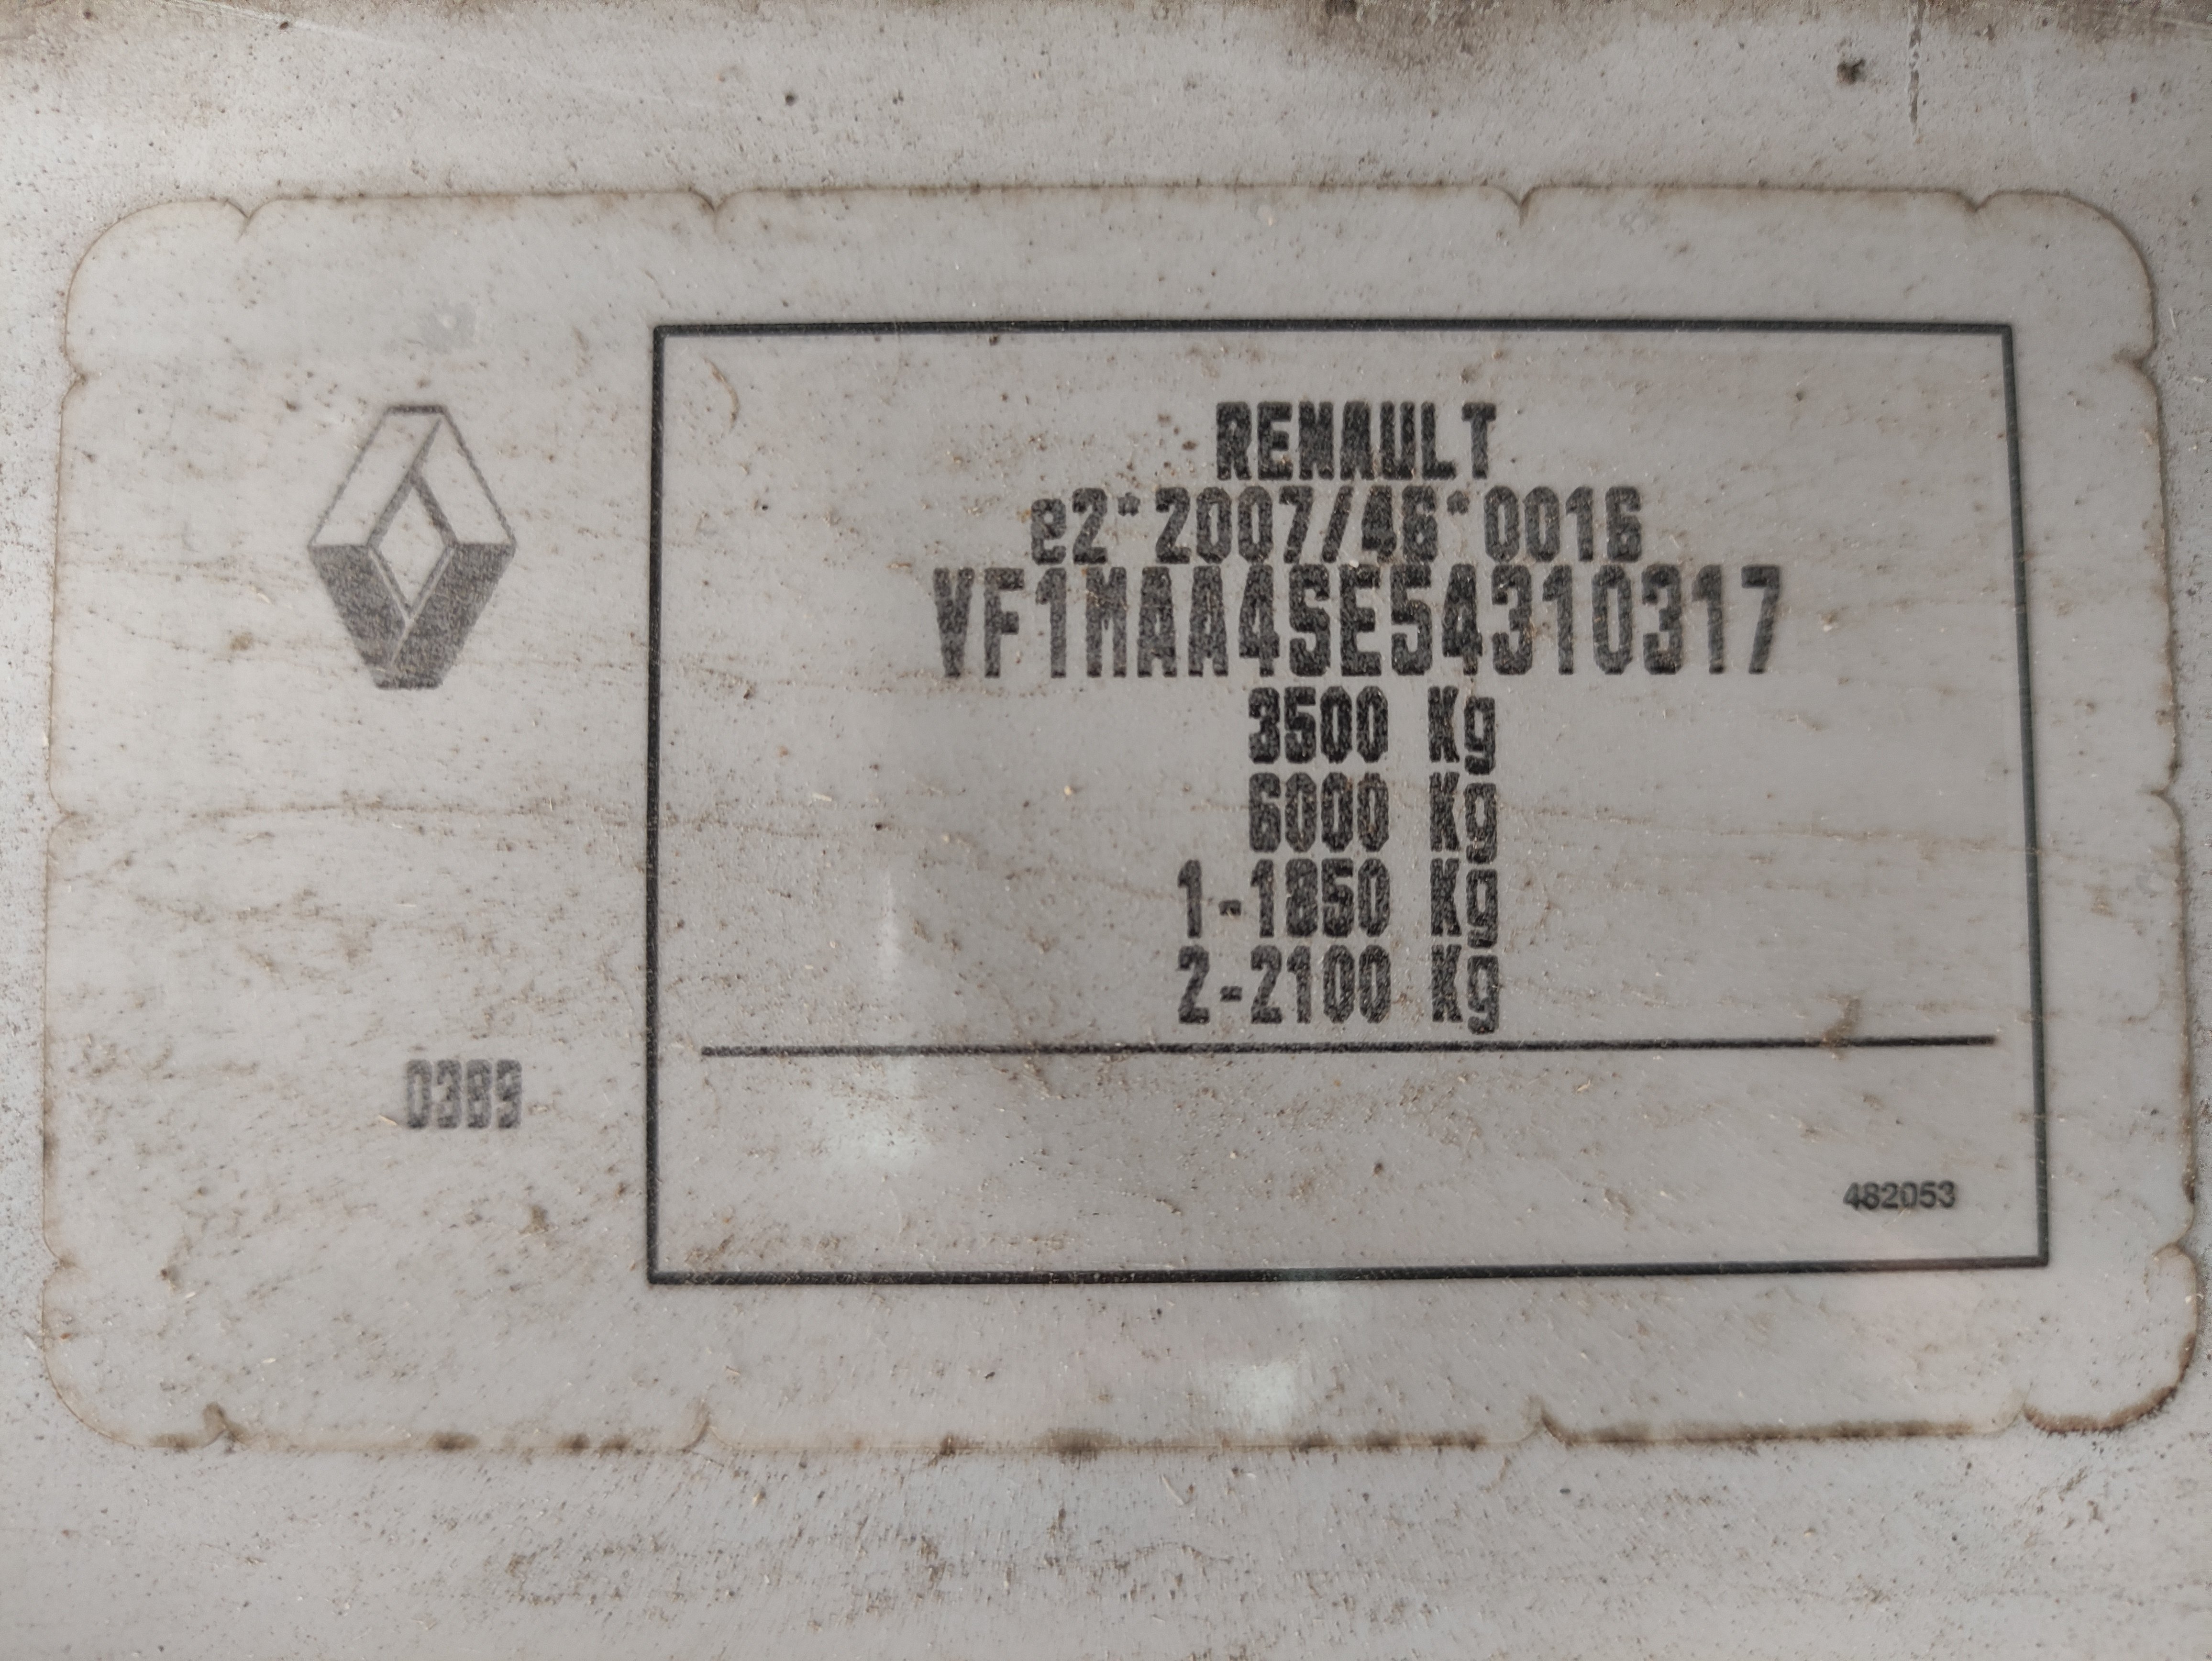 RENAULT
e2*2007/46*0016
VF1MAA4SE54310317
3500 Kg
6000 Kg
1-1850 Kg
2-2100 Kg
0389
482053